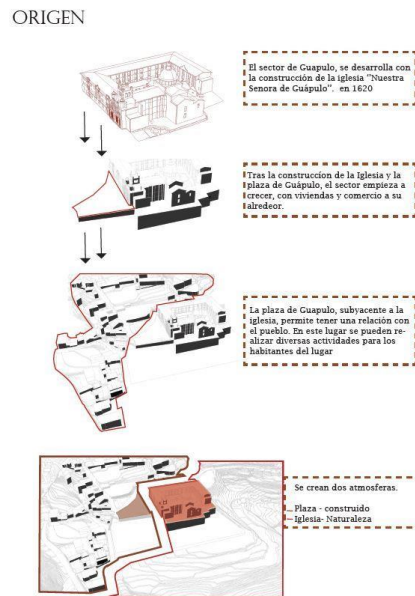 ORIGEN
El sector de Guapulo, se desarrolla con
la construcción de la iglesia "Nuestra
Senora de Guápulo". en 1620
Tras la construccíon de la Iglesia y la
plaza de Guápulo, el sector empieza a
crecer, con viviendas y comercio a su
alredeor.
La plaza de Guapulo, subyacente a la
iglesia, permite tener una relación con
el pueblo. En este lugar se pueden re-
alizar diversas actividades para los
habitantes del lugar
Se crean dos atmosferas.
Plaza - construido
Iglesia- Naturaleza